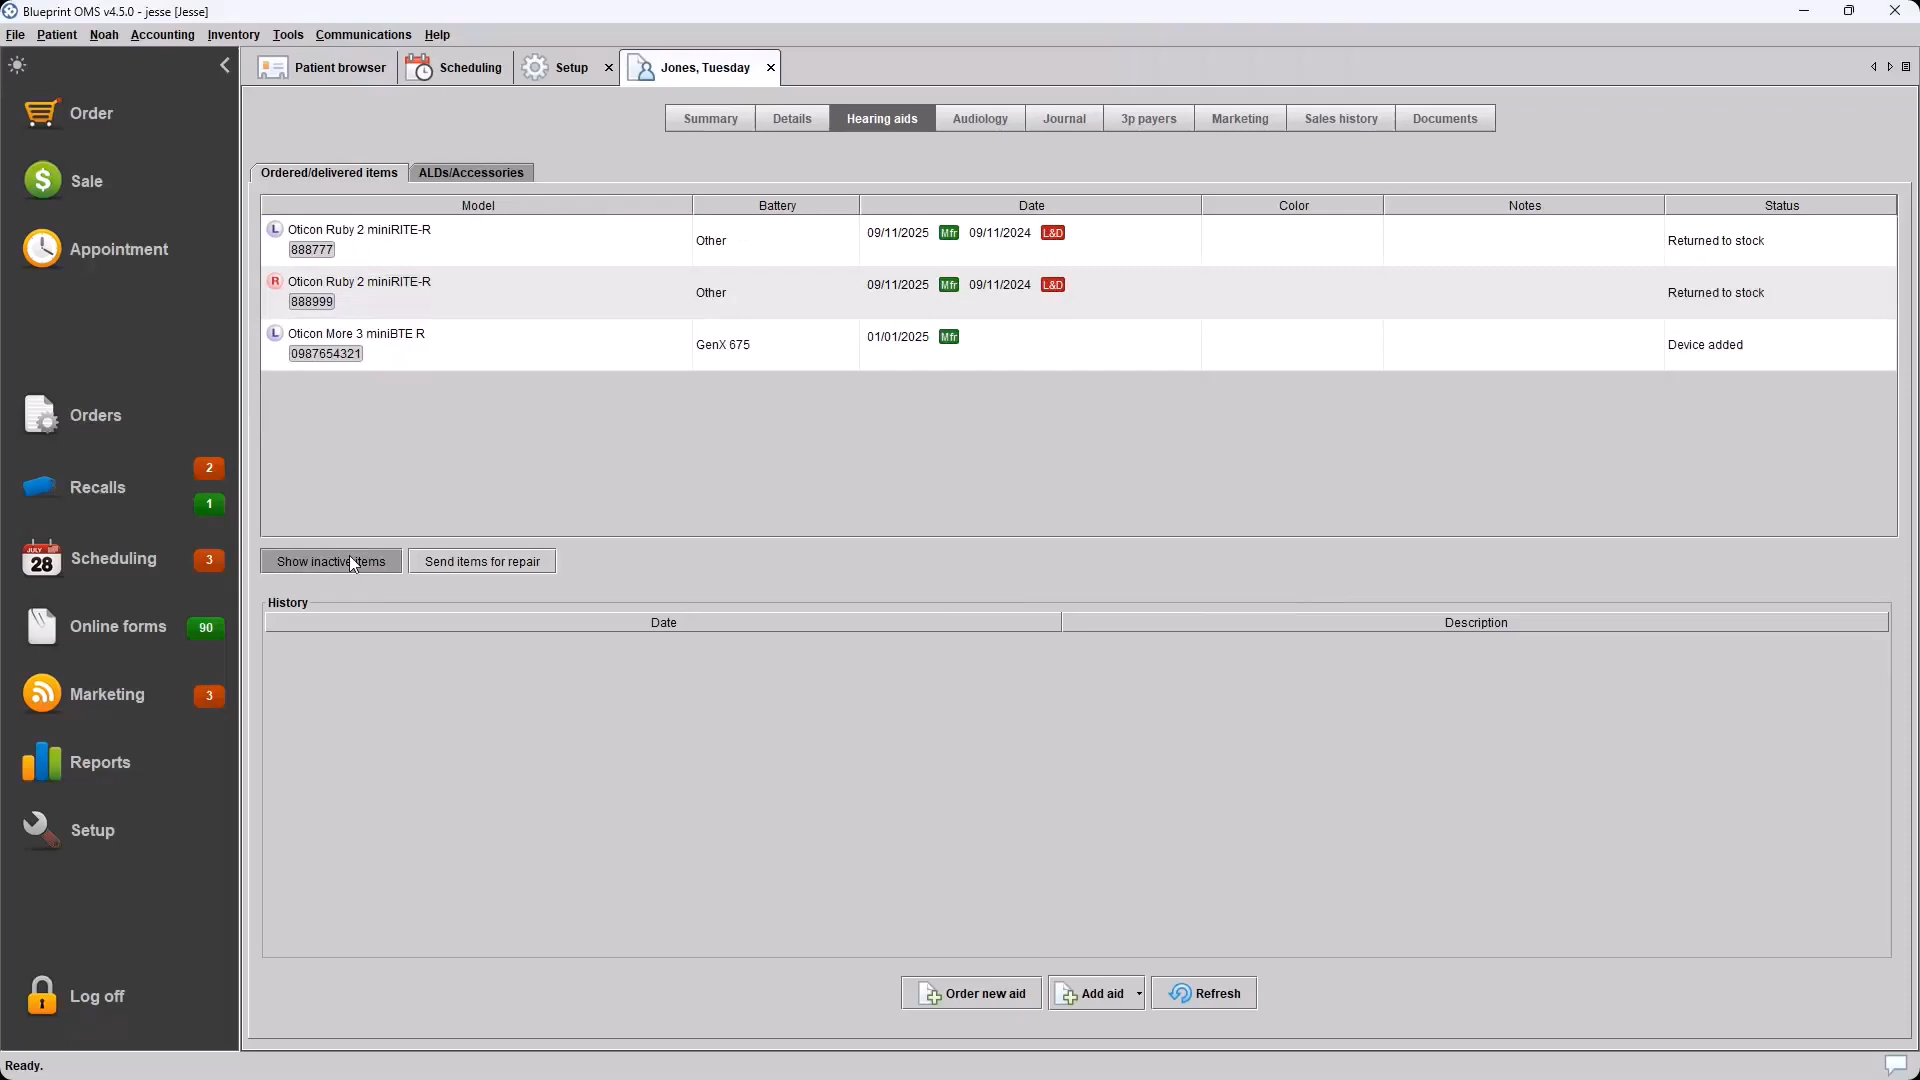 Blueprint OMS v4.5.0 - jesse [Jesse]
File Patient Noah Accounting Inventory Tools Communications Help
Patient browser Scheduling Setup Jones, Tuesday
Order
Sale
Appointment
Orders
Recalls 2 1
JULY 28 Scheduling 3
Online forms 90
Marketing 3
Reports
Setup
Log off
Summary Details Hearing aids Audiology Journal 3p payers Marketing Sales history Documents
Ordered/delivered items ALDs/Accessories
Model Battery Date Color Notes Status
L Oticon Ruby 2 miniRITE-R
888777
Other 09/11/2025 Mfr 09/11/2024 L&D Returned to stock
R Oticon Ruby 2 miniRITE-R
888999
Other 09/11/2025 Mfr 09/11/2024 L&D Returned to stock
L Oticon More 3 miniBTE R
0987654321
GenX 675 01/01/2025 Mfr Device added
Show inactive items Send items for repair
History
Date Description
Order new aid Add aid Refresh
Ready.